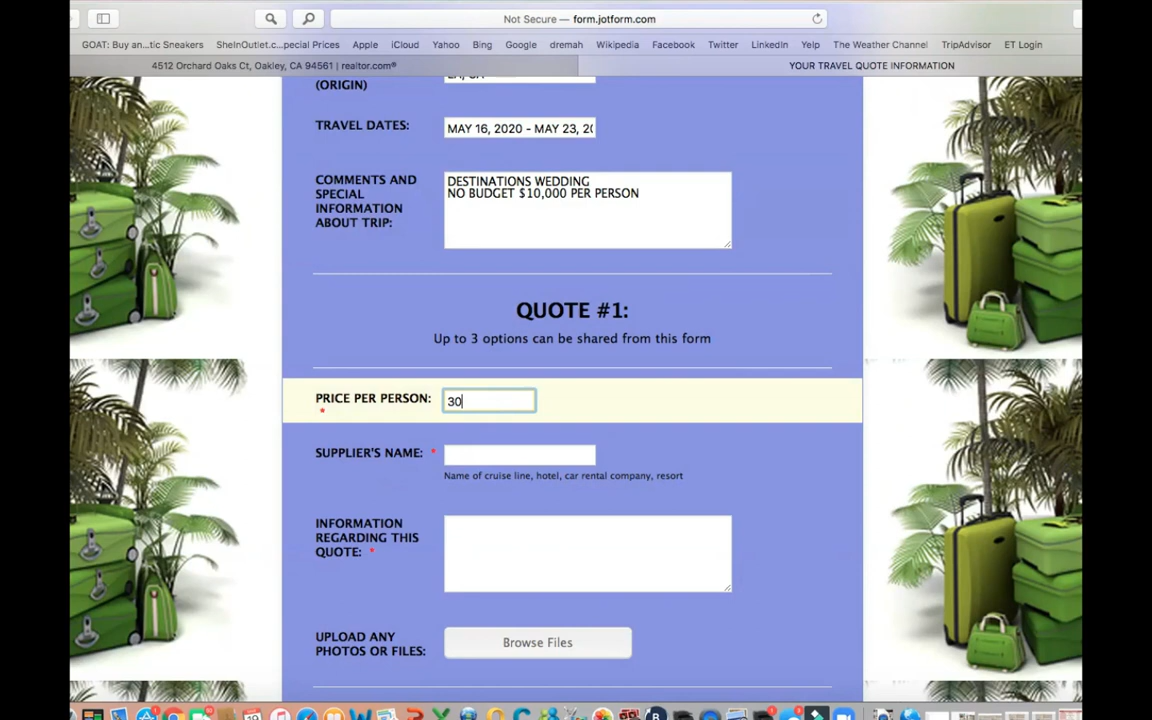 Not Secure — form.jotform.com
GOAT: Buy an...tic Sneakers SheInOutlet.c...pecial Prices Apple iCloud Yahoo Bing Google dremah Wikipedia Facebook Twitter LinkedIn Yelp The Weather Channel TripAdvisor ET Login
4512 Orchard Oaks Ct, Oakley, CA 94561 | realtor.com® YOUR TRAVEL QUOTE INFORMATION
(ORIGIN)
TRAVEL DATES: MAY 16, 2020 - MAY 23, 20
COMMENTS AND
SPECIAL
INFORMATION
ABOUT TRIP:
DESTINATIONS WEDDING
NO BUDGET $10,000 PER PERSON
QUOTE #1:
Up to 3 options can be shared from this form
PRICE PER PERSON: 30
*
SUPPLIER'S NAME: *
Name of cruise line, hotel, car rental company, resort
INFORMATION
REGARDING THIS
QUOTE: *
UPLOAD ANY
PHOTOS OR FILES:
Browse Files